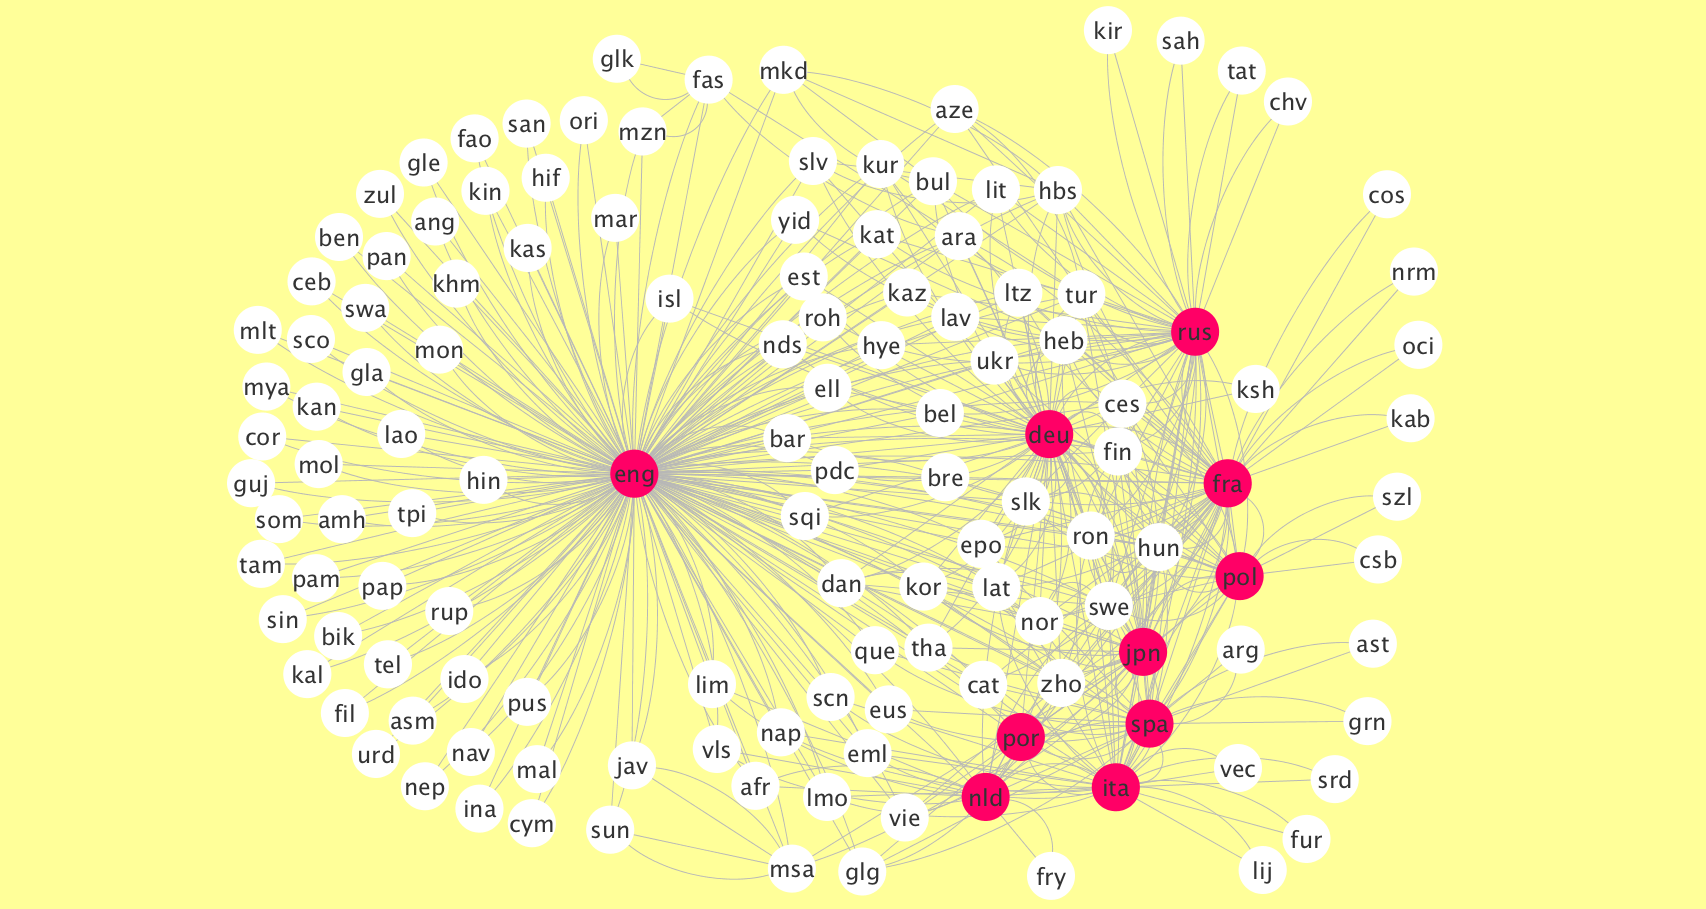 kir
sah
glk
mkd
tat
fas
chv
aze
ori
san
mzn
fao
slv
gle
kur
hif
bul
lit
hbs
kin
zul
cos
mar
yid
ang
kat
ara
ben
kas
pan
nrm
est
ceb
khm
isl
kaz
ltz
tur
swa
roh
lav
mlt
rus
sco
heb
nds
hye
mon
oci
ukr
gla
mya
ell
ksh
ces
kan
bel
kab
lao
deu
cor
bar
fin
mol
pdc
eng
bre
hin
fra
guj
szl
slk
tpi
sqi
som
amh
ron
epo
hun
csb
tam
pol
pam
dan
pap
kor
lat
swe
rup
sin
nor
bik
ast
tha
arg
que
jpn
tel
kal
ido
zho
lim
cat
scn
pus
eus
fil
asm
grn
spa
nap
por
vls
nav
urd
eml
jav
vec
mal
srd
nep
afr
ita
lmo
nld
ina
vie
cym
sun
fur
msa
glg
lij
fry